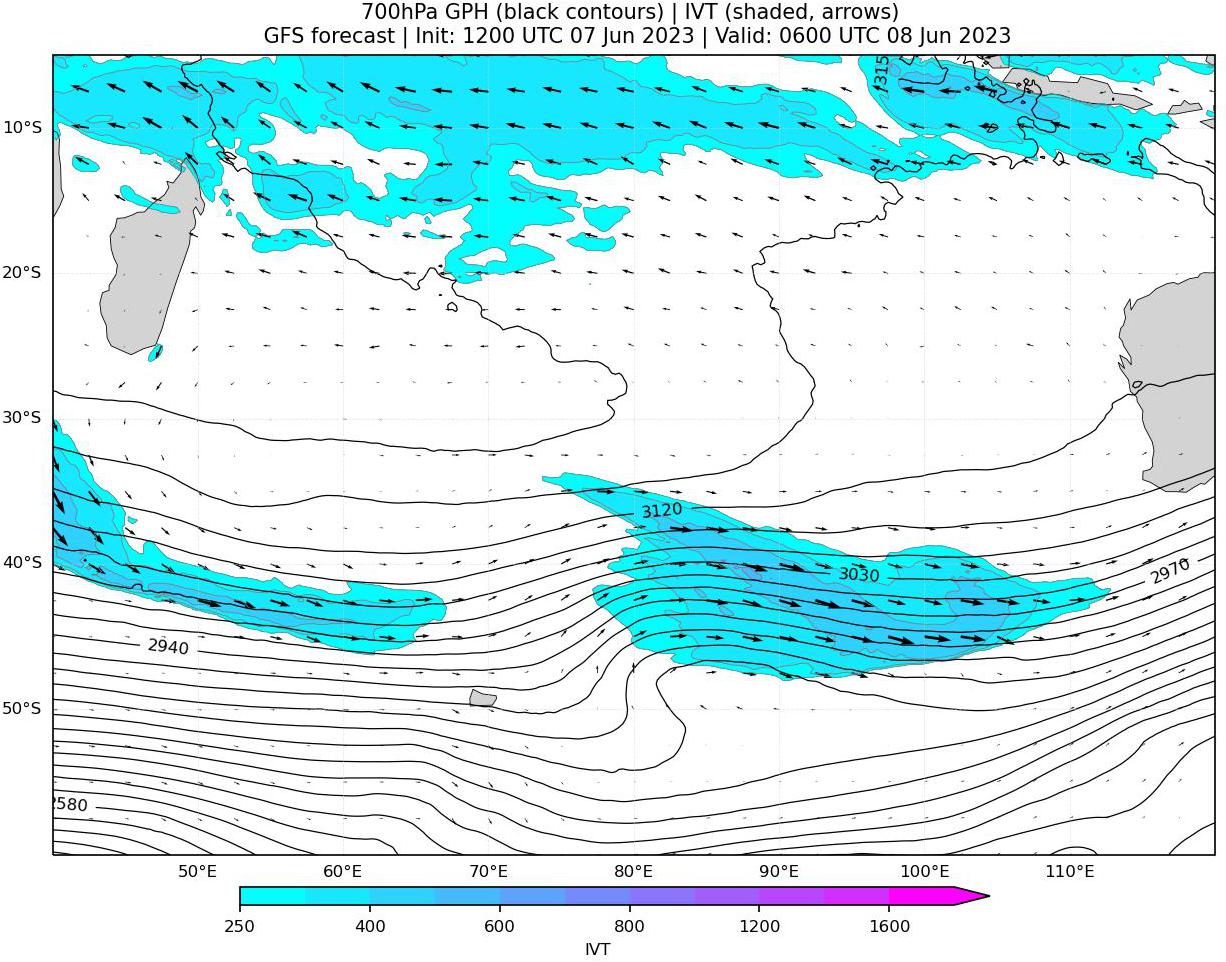 700hPa GPH (black contours) | IVT (shaded, arrows)
GFS forecast | Init: 1200 UTC 07 Jun 2023 | Valid: 0600 UTC 08 Jun 2023
315
10°S
20°S
30°S
3120
40°S
3030
2970
2940
50°S
2580
50°E 60°E 70°E 80°E 90°E 100°E 110°E
250 400 600 800 1200 1600
IVT